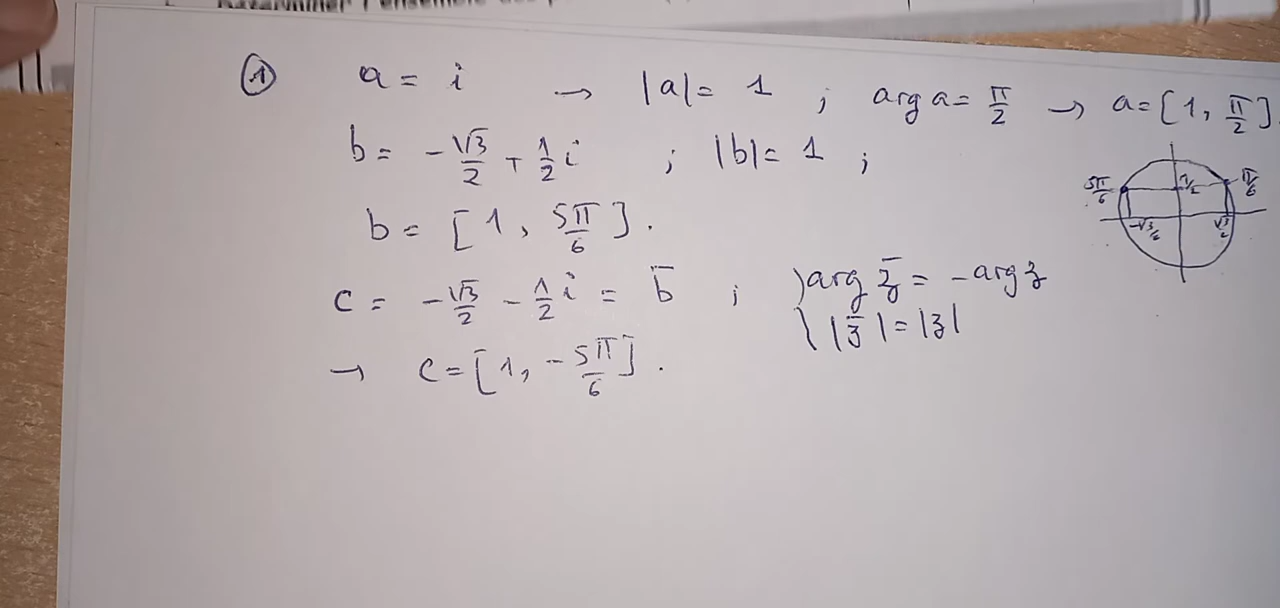 ① a = i → |a| = 1 ; arg a = π/2 → a = [1, π/2].
b = -√3/2 + 1/2 i ; |b| = 1 ;
5π/6 1/2 π/6
-√3/2 √3/2
b = [1, 5π/6].
c = -√3/2 - 1/2 i = b̄ ; } arg z̄ = -arg z
\ |z̄| = |z|
→ c = [1, -5π/6].